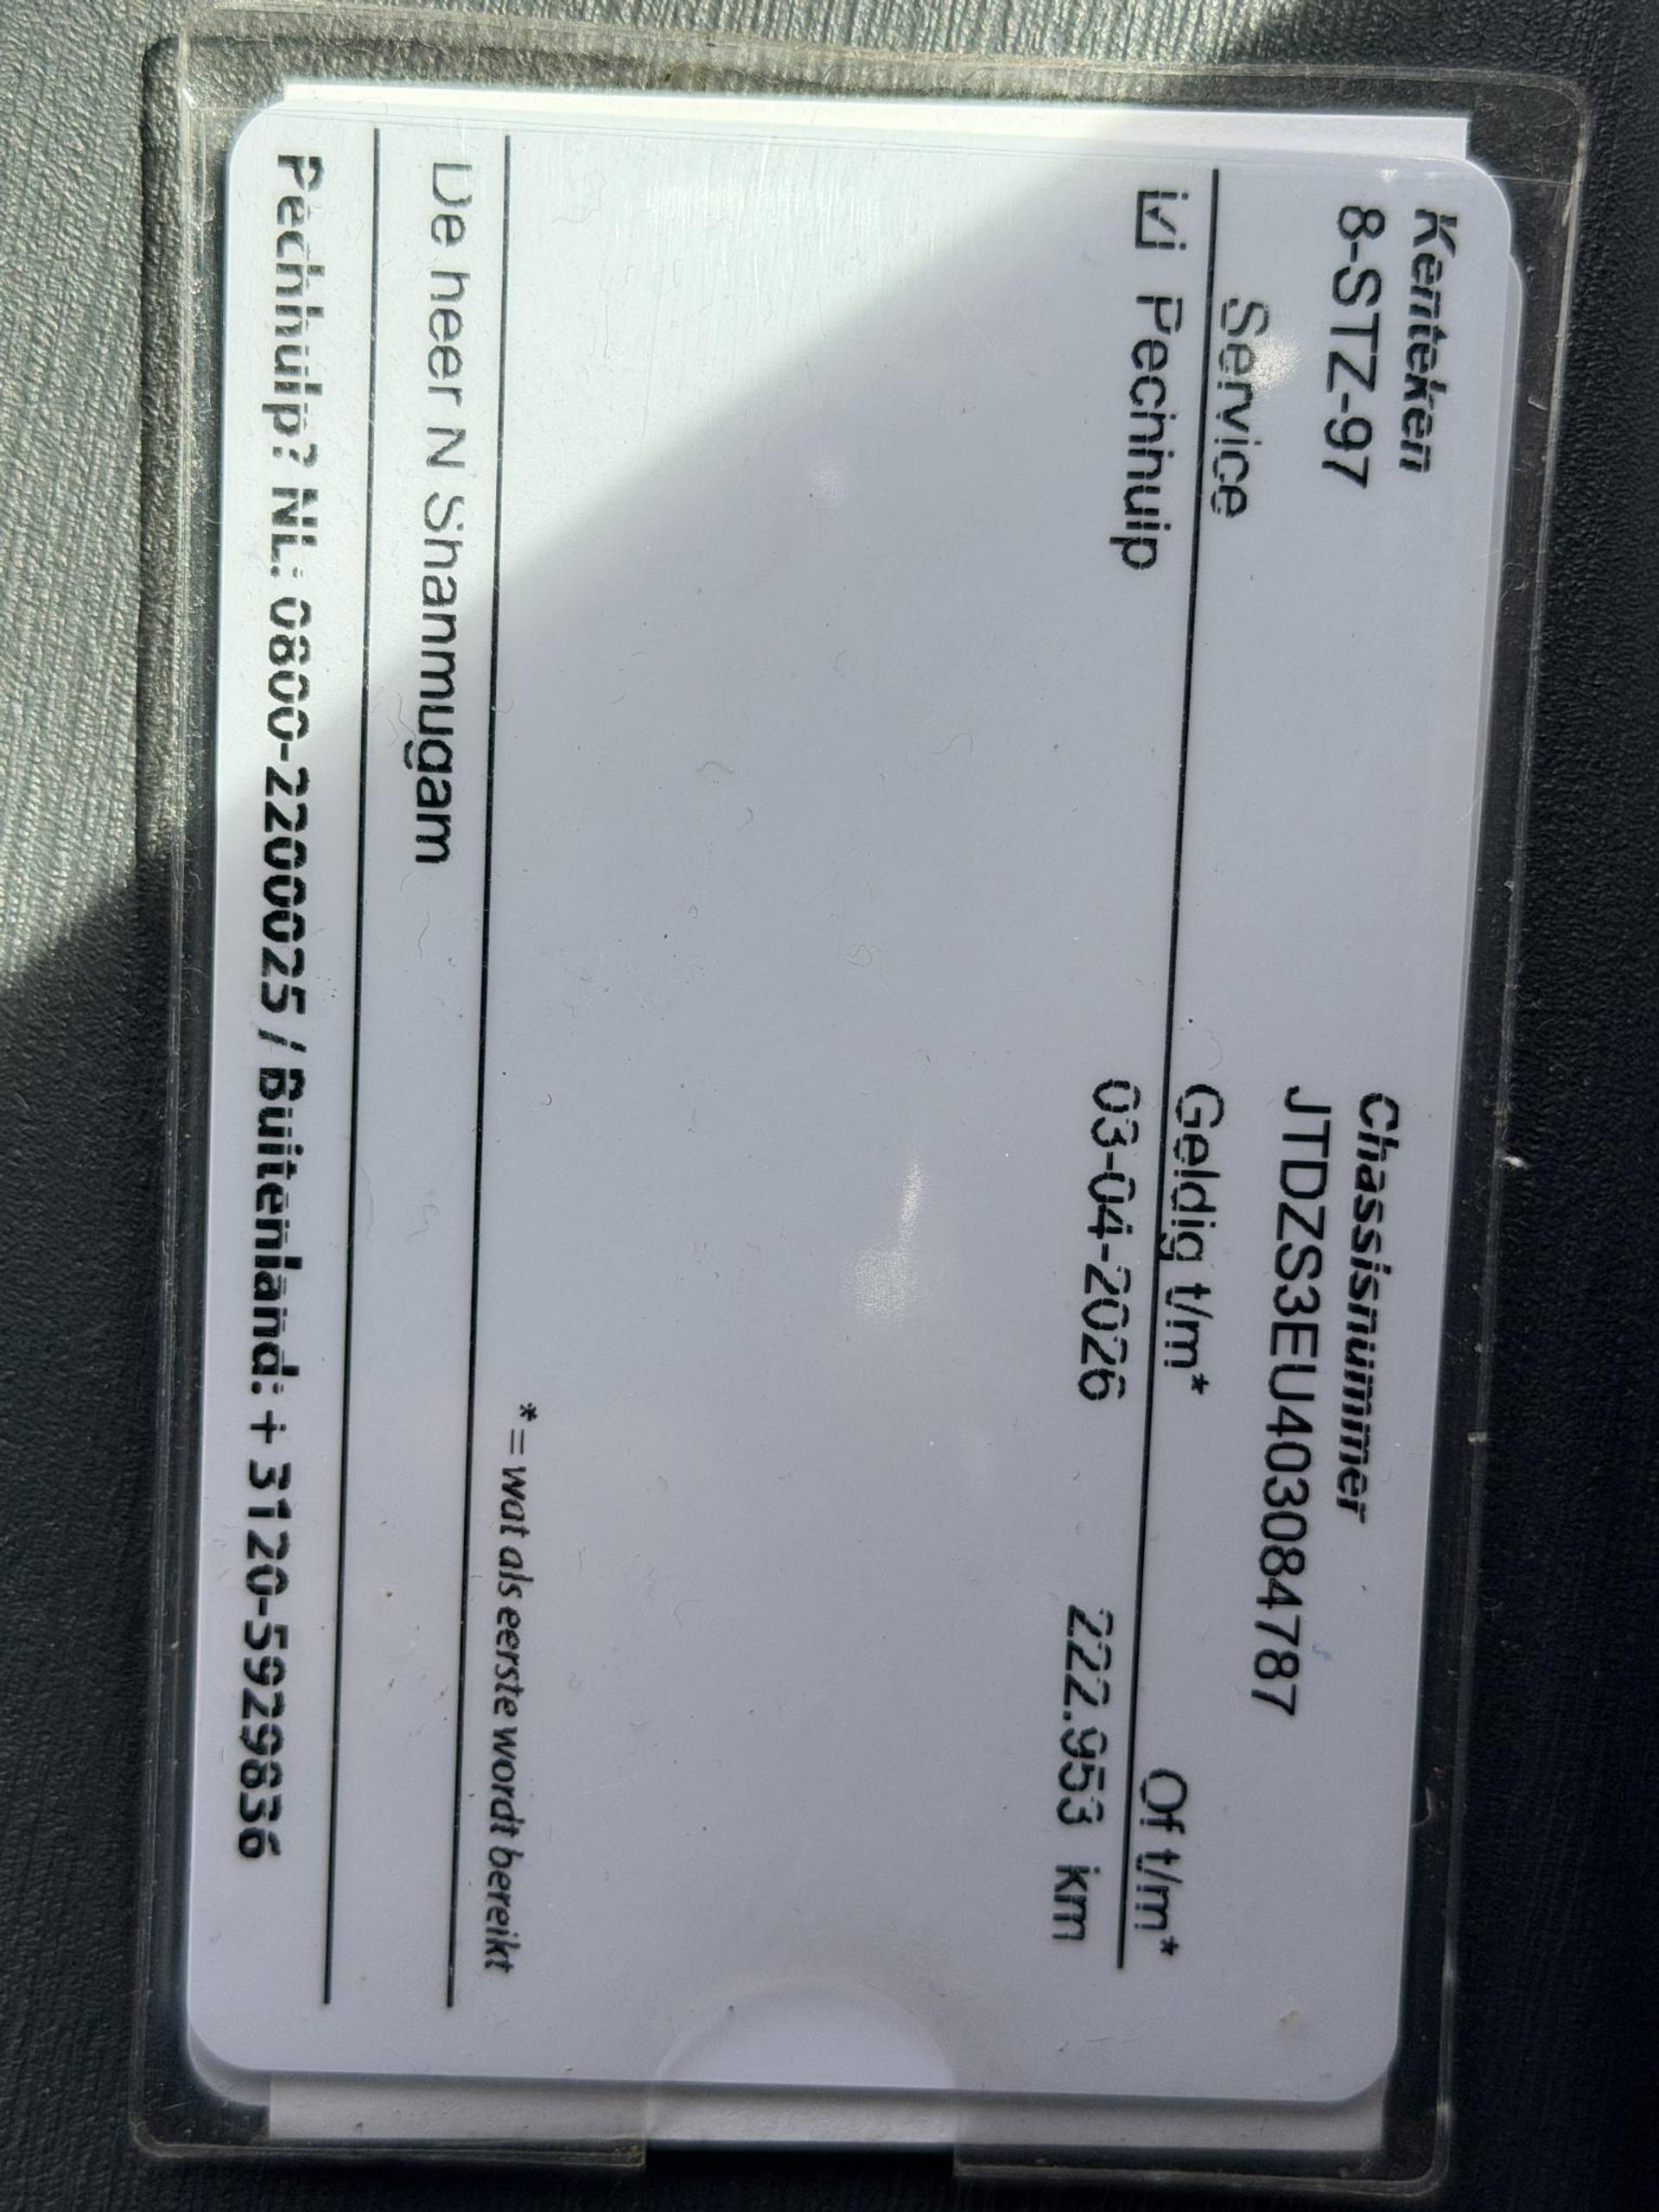 Kenteken Chassisnummer
8-STZ-97 JTDZS3EU403084787
Service Geldig t/m* Of t/m*
☑ Pechhulp 03-04-2026 222.953 km
* = wat als eerste wordt bereikt
De heer N Shanmugam
Pechhulp? NL: 0800-2200025 / Buitenland: + 3120-5929836